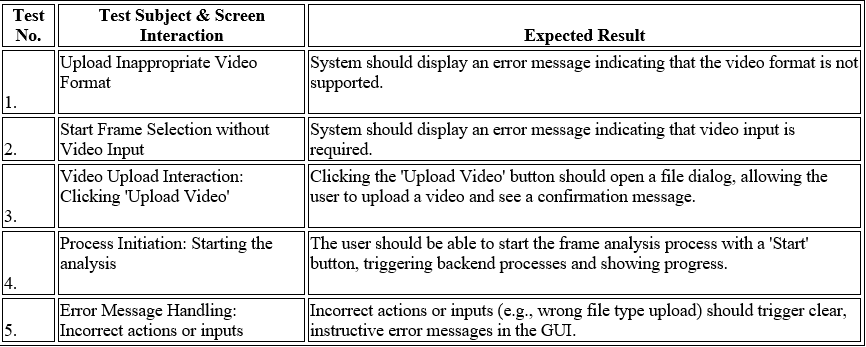 Test No.
Test Subject & Screen Interaction
Expected Result
1.
Upload Inappropriate Video
Format
System should display an error message indicating that the video format is not
supported.
2.
Start Frame Selection without
Video Input
System should display an error message indicating that video input is
required.
3.
Video Upload Interaction:
Clicking 'Upload Video'
Clicking the 'Upload Video' button should open a file dialog, allowing the
user to upload a video and see a confirmation message.
4.
Process Initiation: Starting the
analysis
The user should be able to start the frame analysis process with a 'Start'
button, triggering backend processes and showing progress.
5.
Error Message Handling:
Incorrect actions or inputs
Incorrect actions or inputs (e.g., wrong file type upload) should trigger clear,
instructive error messages in the GUI.